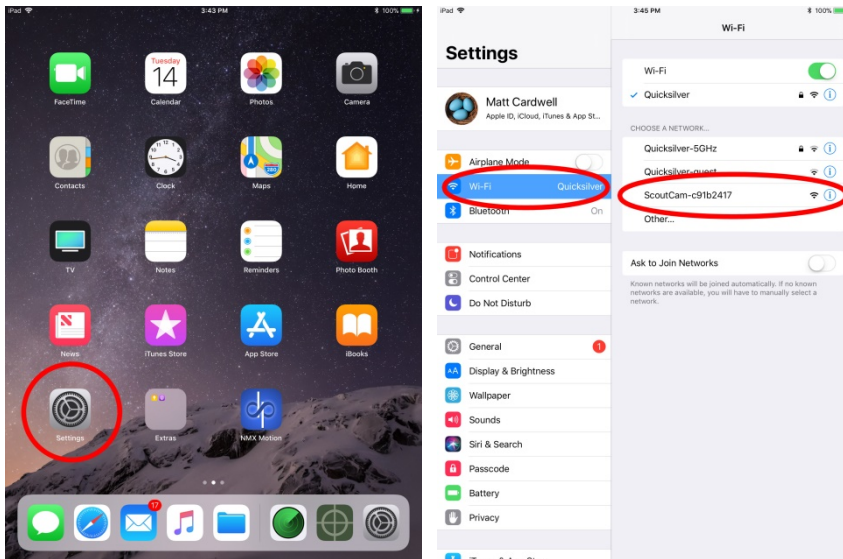 iPad 3:43 PM 100%
Tuesday
14
FaceTime Calendar Photos Camera
280
Contacts Clock Maps Home
TV Notes Reminders Photo Booth
News iTunes Store App Store iBooks
Settings Extras NMX Motion
17
iPad 3:45 PM 100%
Settings
Matt Cardwell
Apple ID, iCloud, iTunes & App St...
Airplane Mode
Wi-Fi Quicksilver
Bluetooth On
Notifications
Control Center
Do Not Disturb
General 1
AA Display & Brightness
Wallpaper
Sounds
Siri & Search
Passcode
Battery
Privacy
Wi-Fi
Wi-Fi
Quicksilver
CHOOSE A NETWORK...
Quicksilver-5GHz
Quicksilver-guest
ScoutCam-c91b2417
Other...
Ask to Join Networks
Known networks will be joined automatically. If no known
networks are available, you will have to manually select a
network.